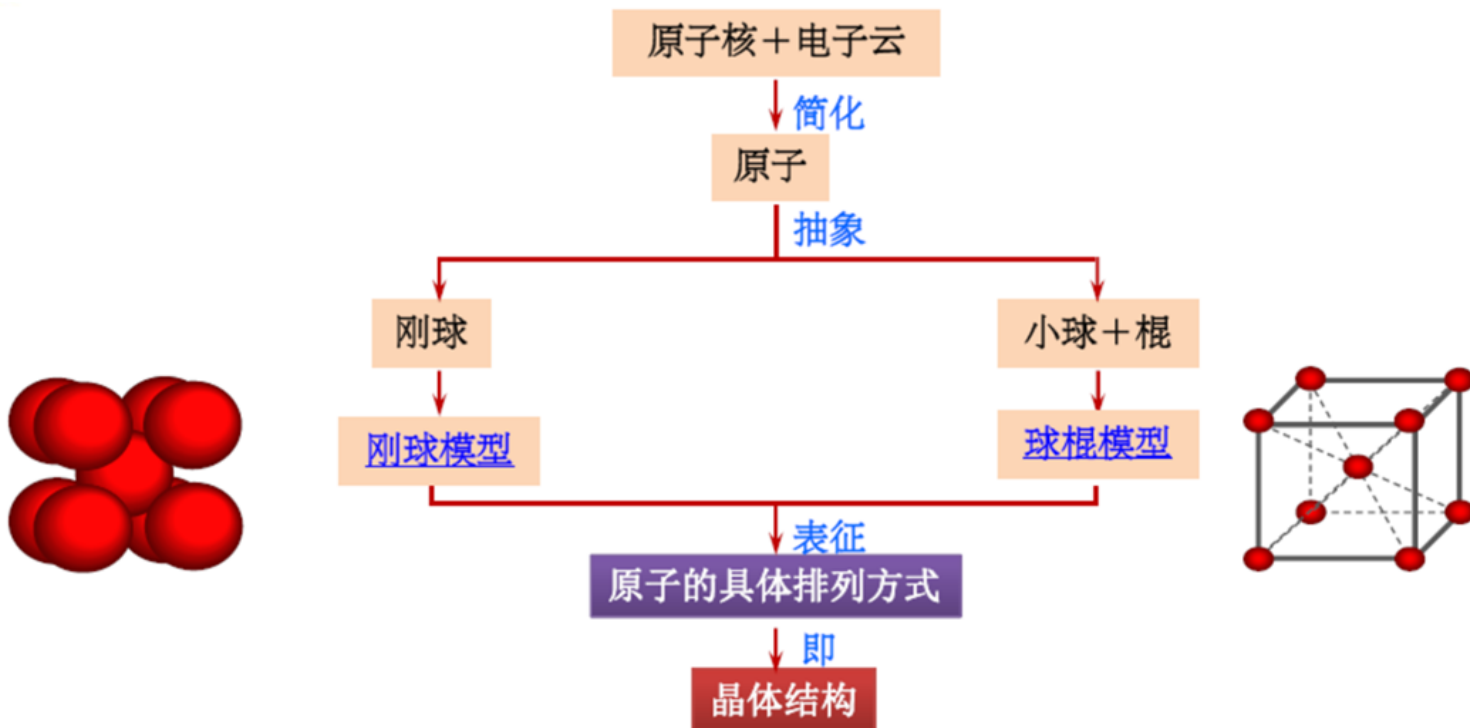 原子核+电子云
简化
原子
抽象
刚球
小球+棍
刚球模型
球棍模型
表征
原子的具体排列方式
即
晶体结构